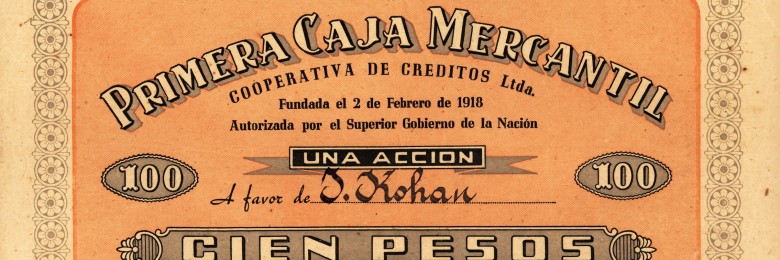 PRIMERA CAJA MERCANTIL
COOPERATIVA DE CREDITOS Ltda.
Fundada el 2 de Febrero de 1918
Autorizada por el Superior Gobierno de la Nación
UNA ACCION
100 100
A favor de J. Kohan
CIEN PESOS